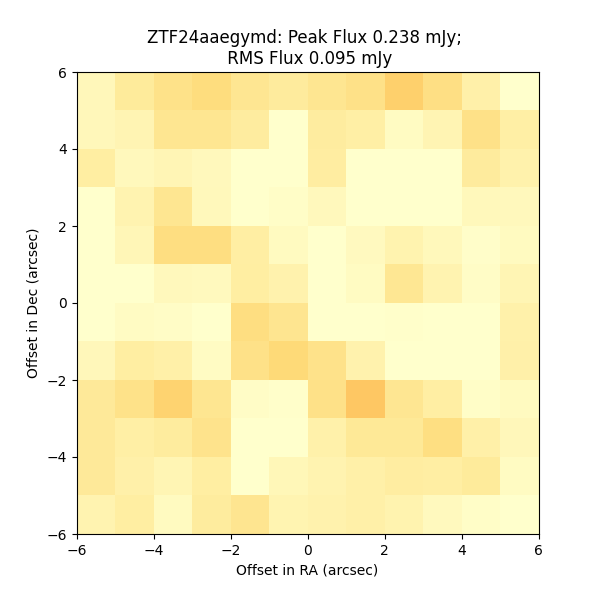 ZTF24aaegymd: Peak Flux 0.238 mJy;
RMS Flux 0.095 mJy
6
4
2
0
−2
−4
−6
Offset in Dec (arcsec)
−6 −4 −2 0 2 4 6
Offset in RA (arcsec)